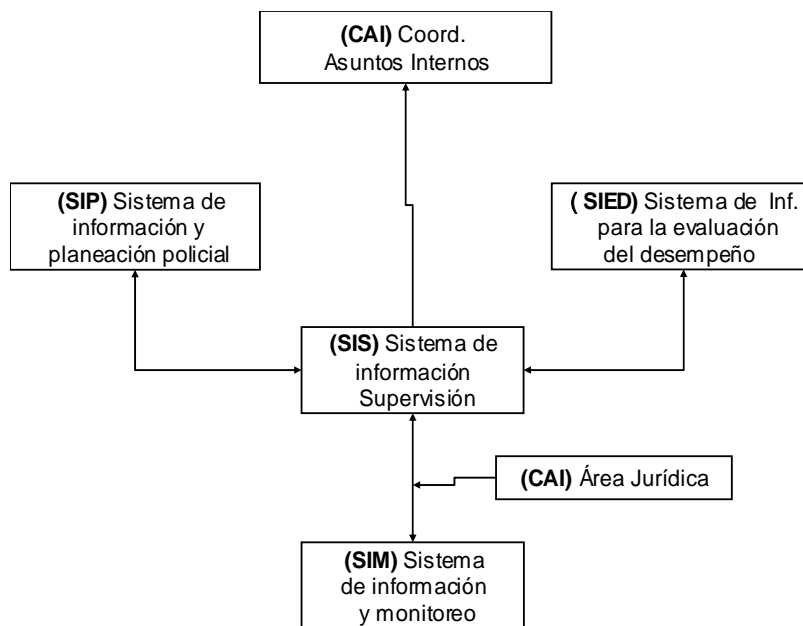 (CAI) Coord.
Asuntos Internos
(SIP) Sistema de
información y
planeación policial
( SIED) Sistema de Inf.
para la evaluación
del desempeño
(SIS) Sistema de
información
Supervisión
(CAI) Área Jurídica
(SIM) Sistema
de información
y monitoreo